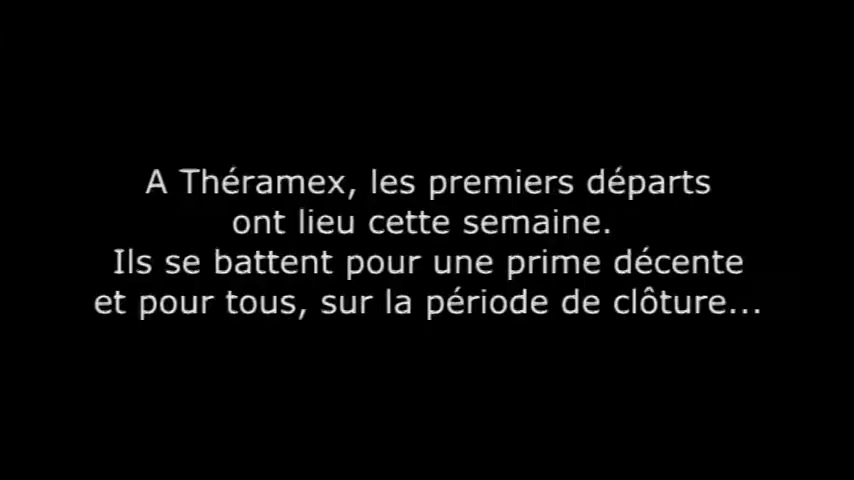 A Théramex, les premiers départs
ont lieu cette semaine.
Ils se battent pour une prime décente
et pour tous, sur la période de clôture...